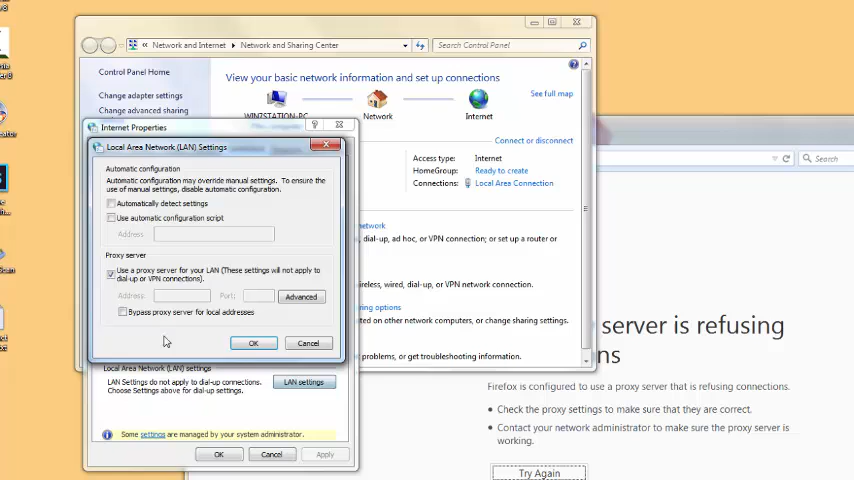 Network and Internet
Network and Sharing Center
Search Control Panel
Control Panel Home
Change adapter settings
Change advanced sharing
View your basic network information and set up connections
See full map
WIN7STATION-PC
Network
Internet
Connect or disconnect
Access type: Internet
HomeGroup: Ready to create
Connections: Local Area Connection
network
, dial-up, ad hoc, or VPN connection; or set up a router or
ireless, wired, dial-up, or VPN network connection.
ring options
ted on other network computers, or change sharing settings.
problems, or get troubleshooting information.
Internet Properties
Local Area Network (LAN) Settings
Automatic configuration
Automatic configuration may override manual settings. To ensure the
use of manual settings, disable automatic configuration.
Automatically detect settings
Use automatic configuration script
Address
Proxy server
Use a proxy server for your LAN (These settings will not apply to
dial-up or VPN connections).
Address:
Port:
Advanced
Bypass proxy server for local addresses
OK
Cancel
Local Area Network (LAN) settings
LAN Settings do not apply to dial-up connections.
Choose Settings above for dial-up settings.
LAN settings
Some settings are managed by your system administrator.
OK
Cancel
Apply
Search
server is refusing
ns
Firefox is configured to use a proxy server that is refusing connections.
• Check the proxy settings to make sure that they are correct.
• Contact your network administrator to make sure the proxy server is
working.
Try Again